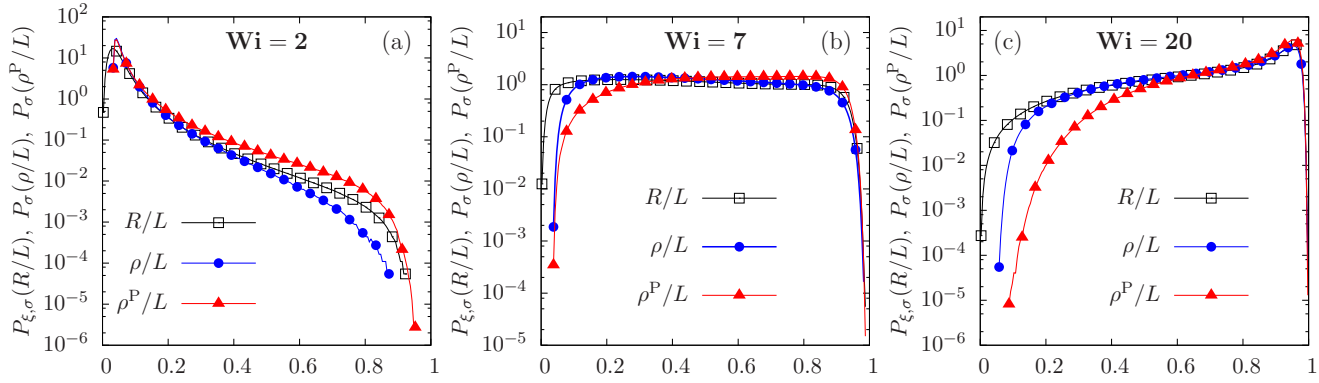 P_{ξ,σ}(R/L), P_σ(ρ/L), P_σ(ρ^P/L)
10^2
10^1
10^0
10^{-1}
10^{-2}
10^{-3}
10^{-4}
10^{-5}
10^{-6}
Wi = 2
(a)
R/L
ρ/L
ρ^P/L
0 0.2 0.4 0.6 0.8 1
P_{ξ,σ}(R/L), P_σ(ρ/L), P_σ(ρ^P/L)
10^1
10^0
10^{-1}
10^{-2}
10^{-3}
10^{-4}
10^{-5}
Wi = 7
(b)
R/L
ρ/L
ρ^P/L
0 0.2 0.4 0.6 0.8 1
P_{ξ,σ}(R/L), P_σ(ρ/L), P_σ(ρ^P/L)
10^1
10^0
10^{-1}
10^{-2}
10^{-3}
10^{-4}
10^{-5}
10^{-6}
(c)
Wi = 20
R/L
ρ/L
ρ^P/L
0 0.2 0.4 0.6 0.8 1